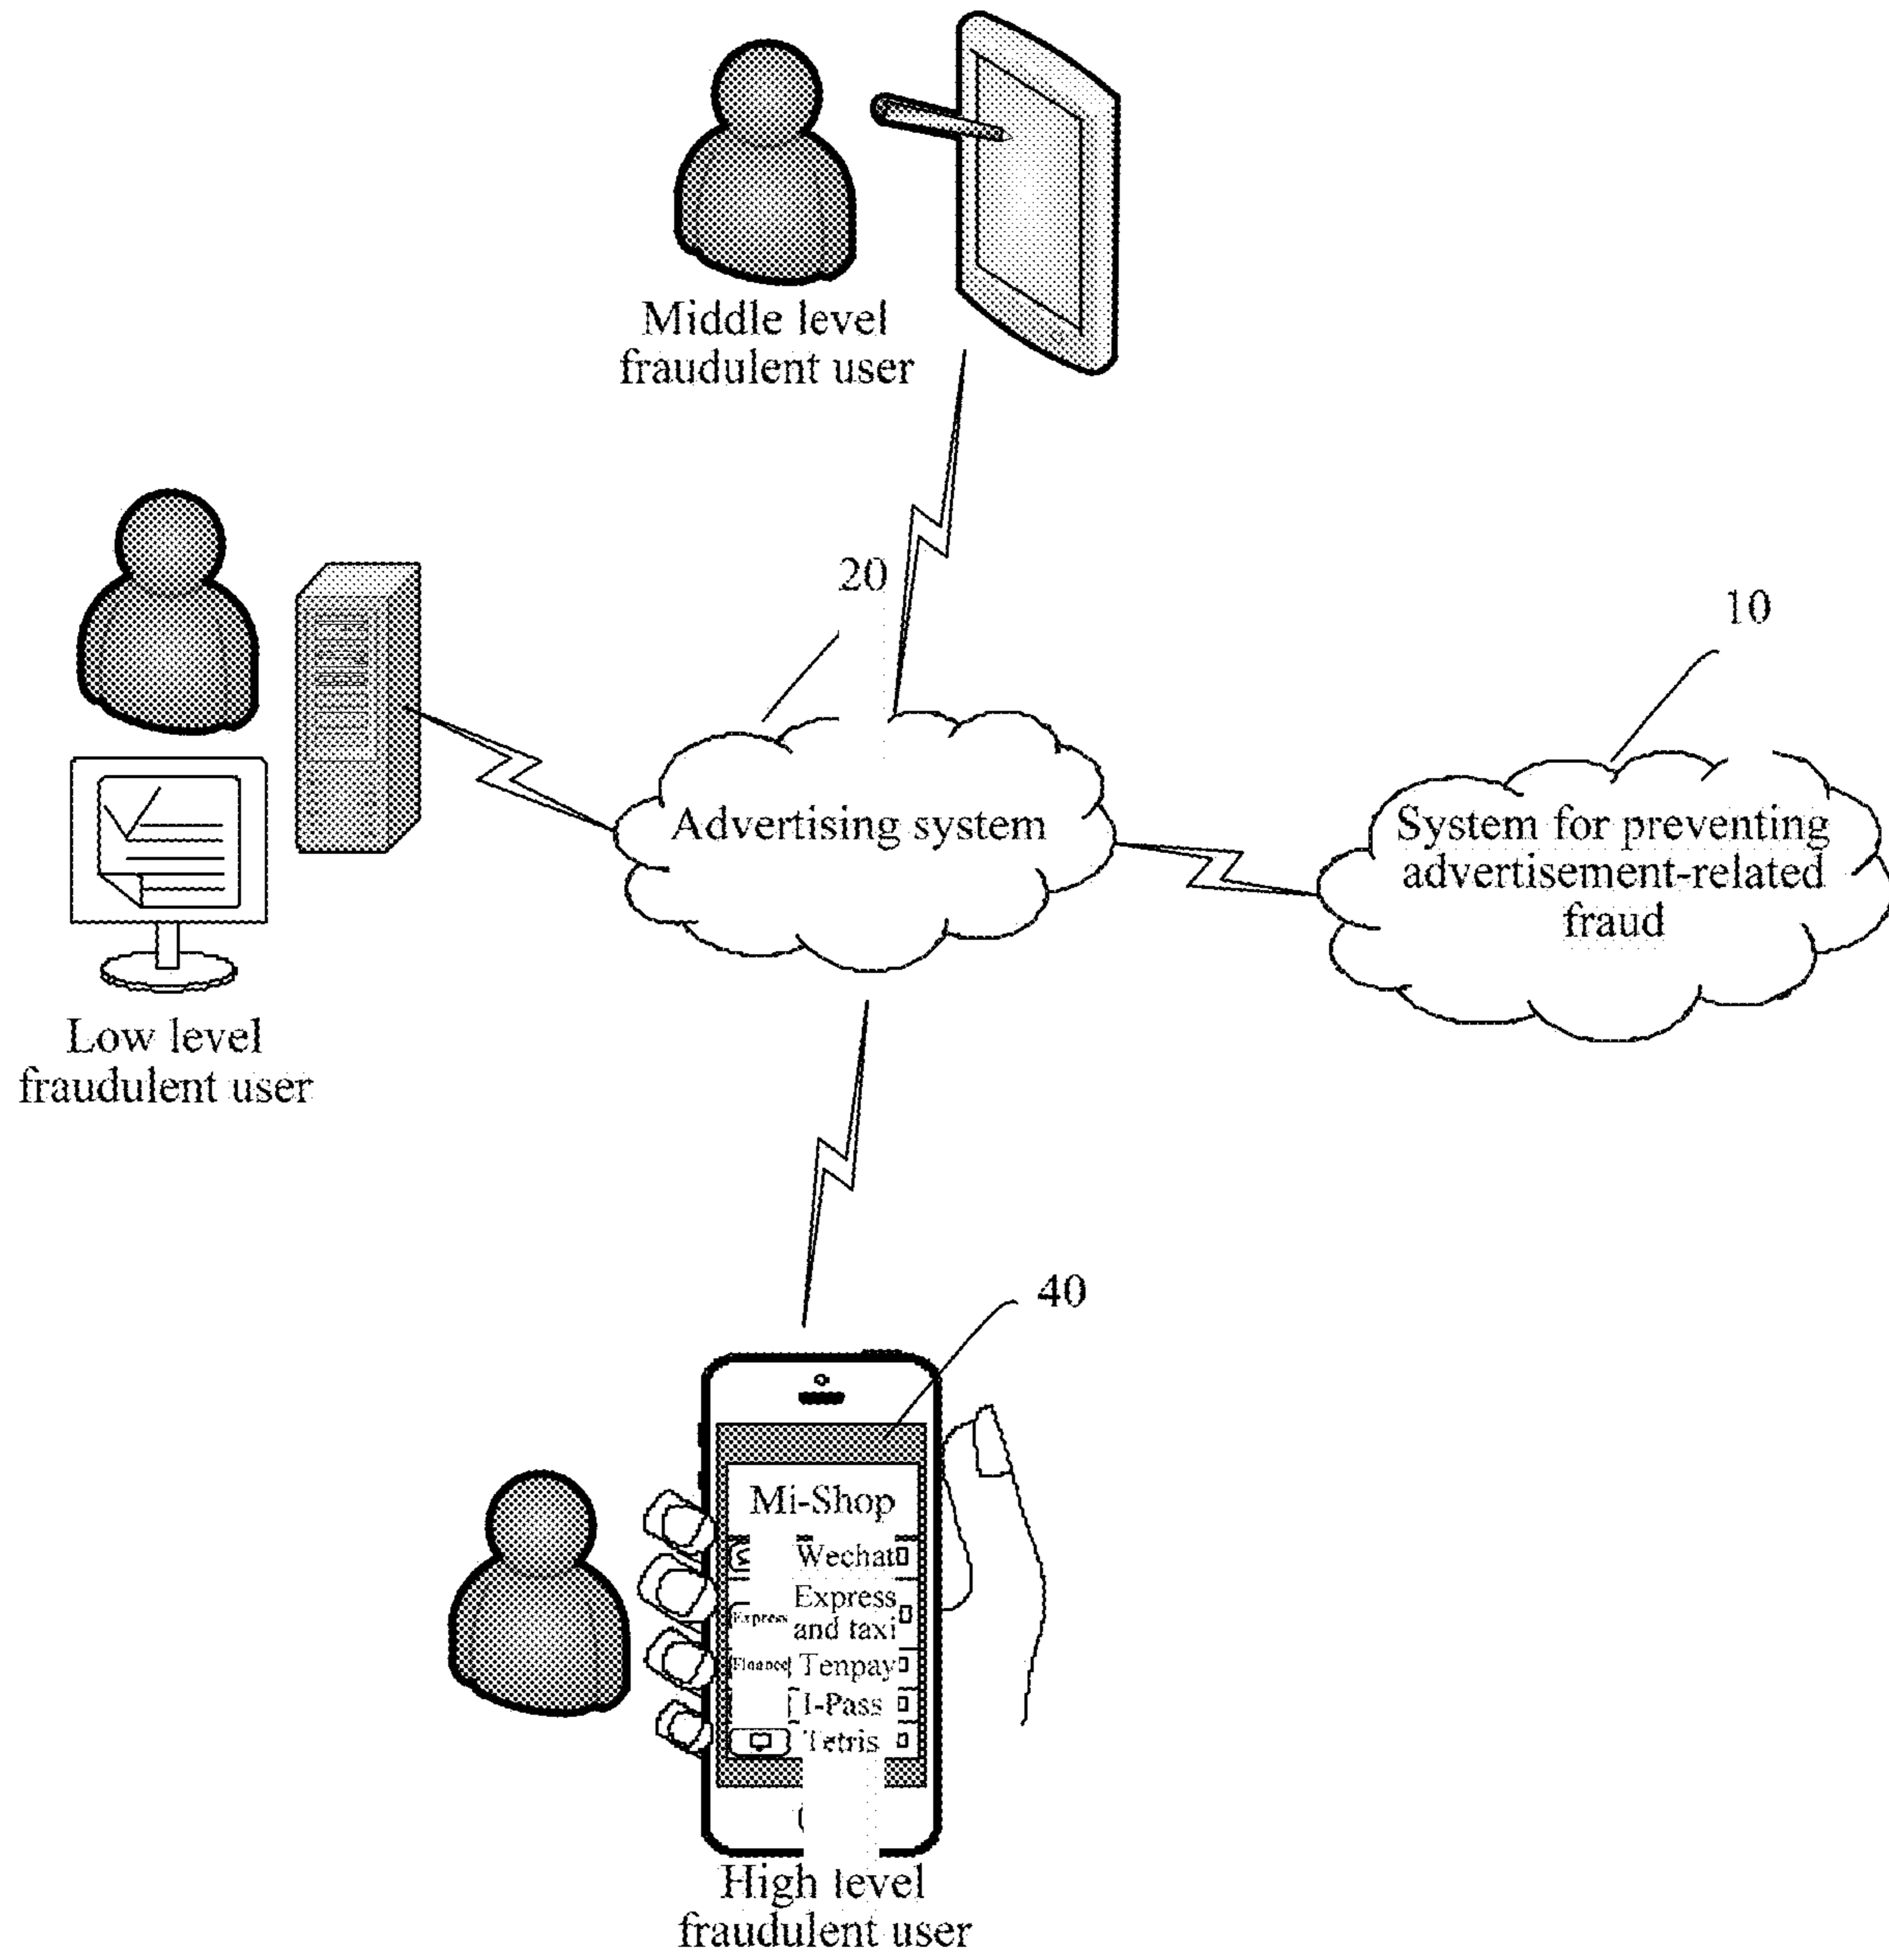 Middle level
fraudulent user
20
10
Advertising system
System for preventing
advertisement-related
fraud
Low level
fraudulent user
40
Mi-Shop
Wechat
Express
and taxi
Express
Finance
Tenpay
I-Pass
Tetris
High level
fraudulent user